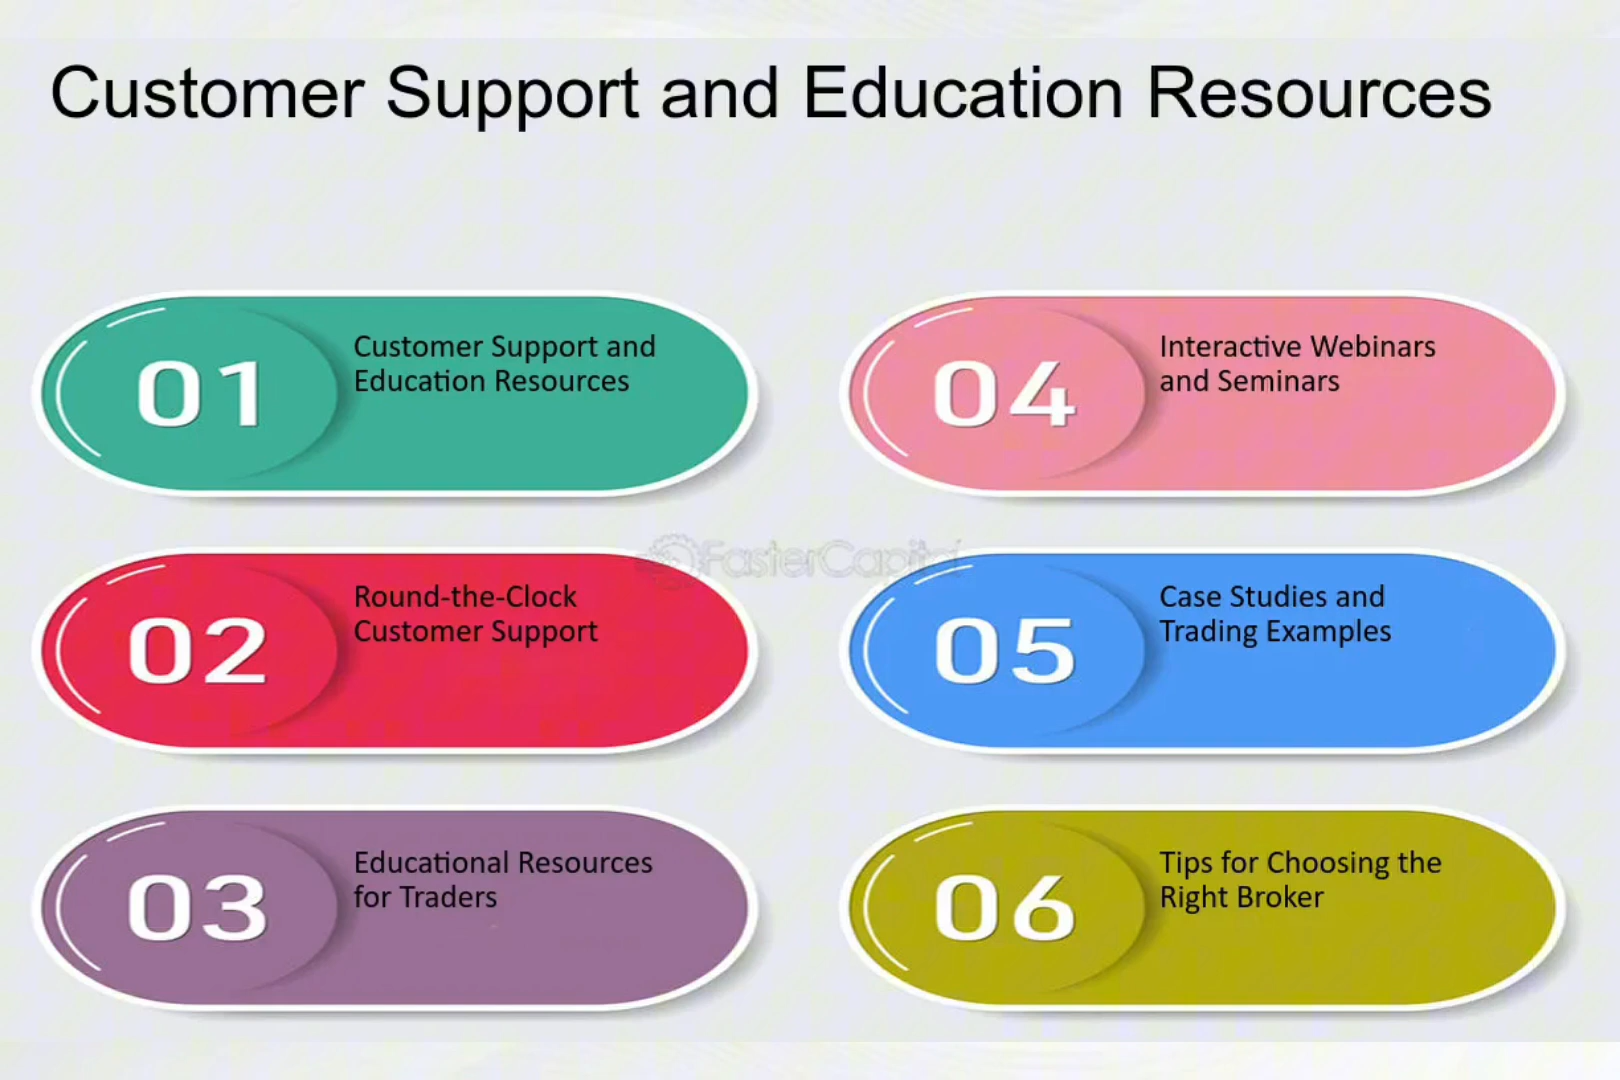 Customer Support and Education Resources
01
Customer Support and
Education Resources
02
Round-the-Clock
Customer Support
03
Educational Resources
for Traders
04
Interactive Webinars
and Seminars
05
Case Studies and
Trading Examples
06
Tips for Choosing the
Right Broker
FasterCapital